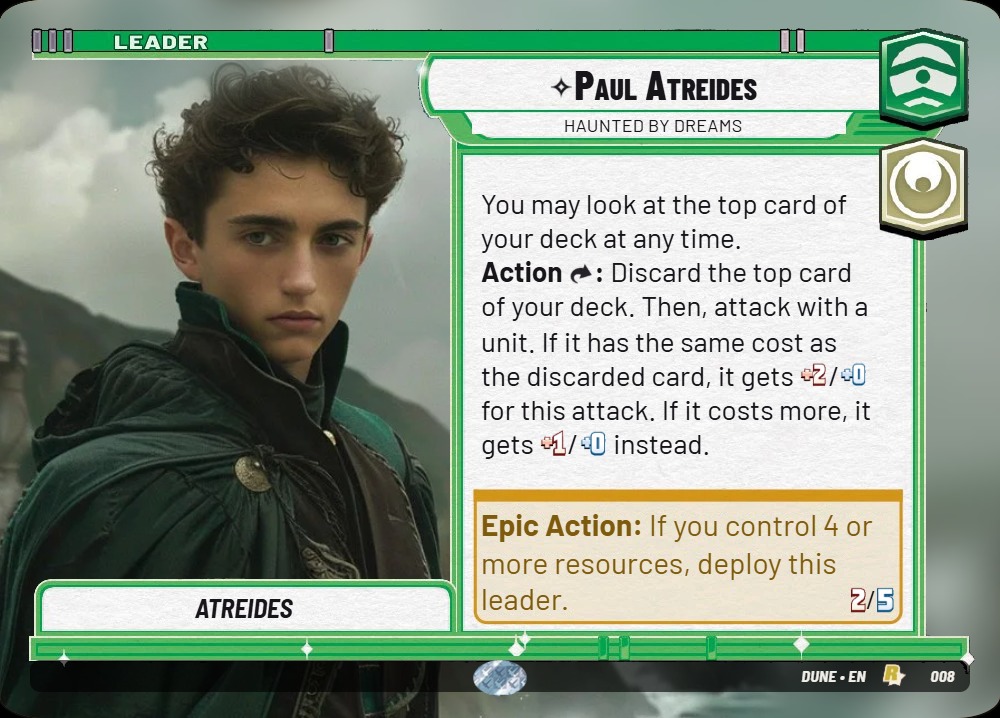 LEADER
PAUL ATREIDES
HAUNTED BY DREAMS
You may look at the top card of
your deck at any time.
Action : Discard the top card
of your deck. Then, attack with a
unit. If it has the same cost as
the discarded card, it gets +2/+0
for this attack. If it costs more, it
gets +1/+0 instead.
Epic Action: If you control 4 or
more resources, deploy this
leader.
2/5
ATREIDES
DUNE • EN R 008